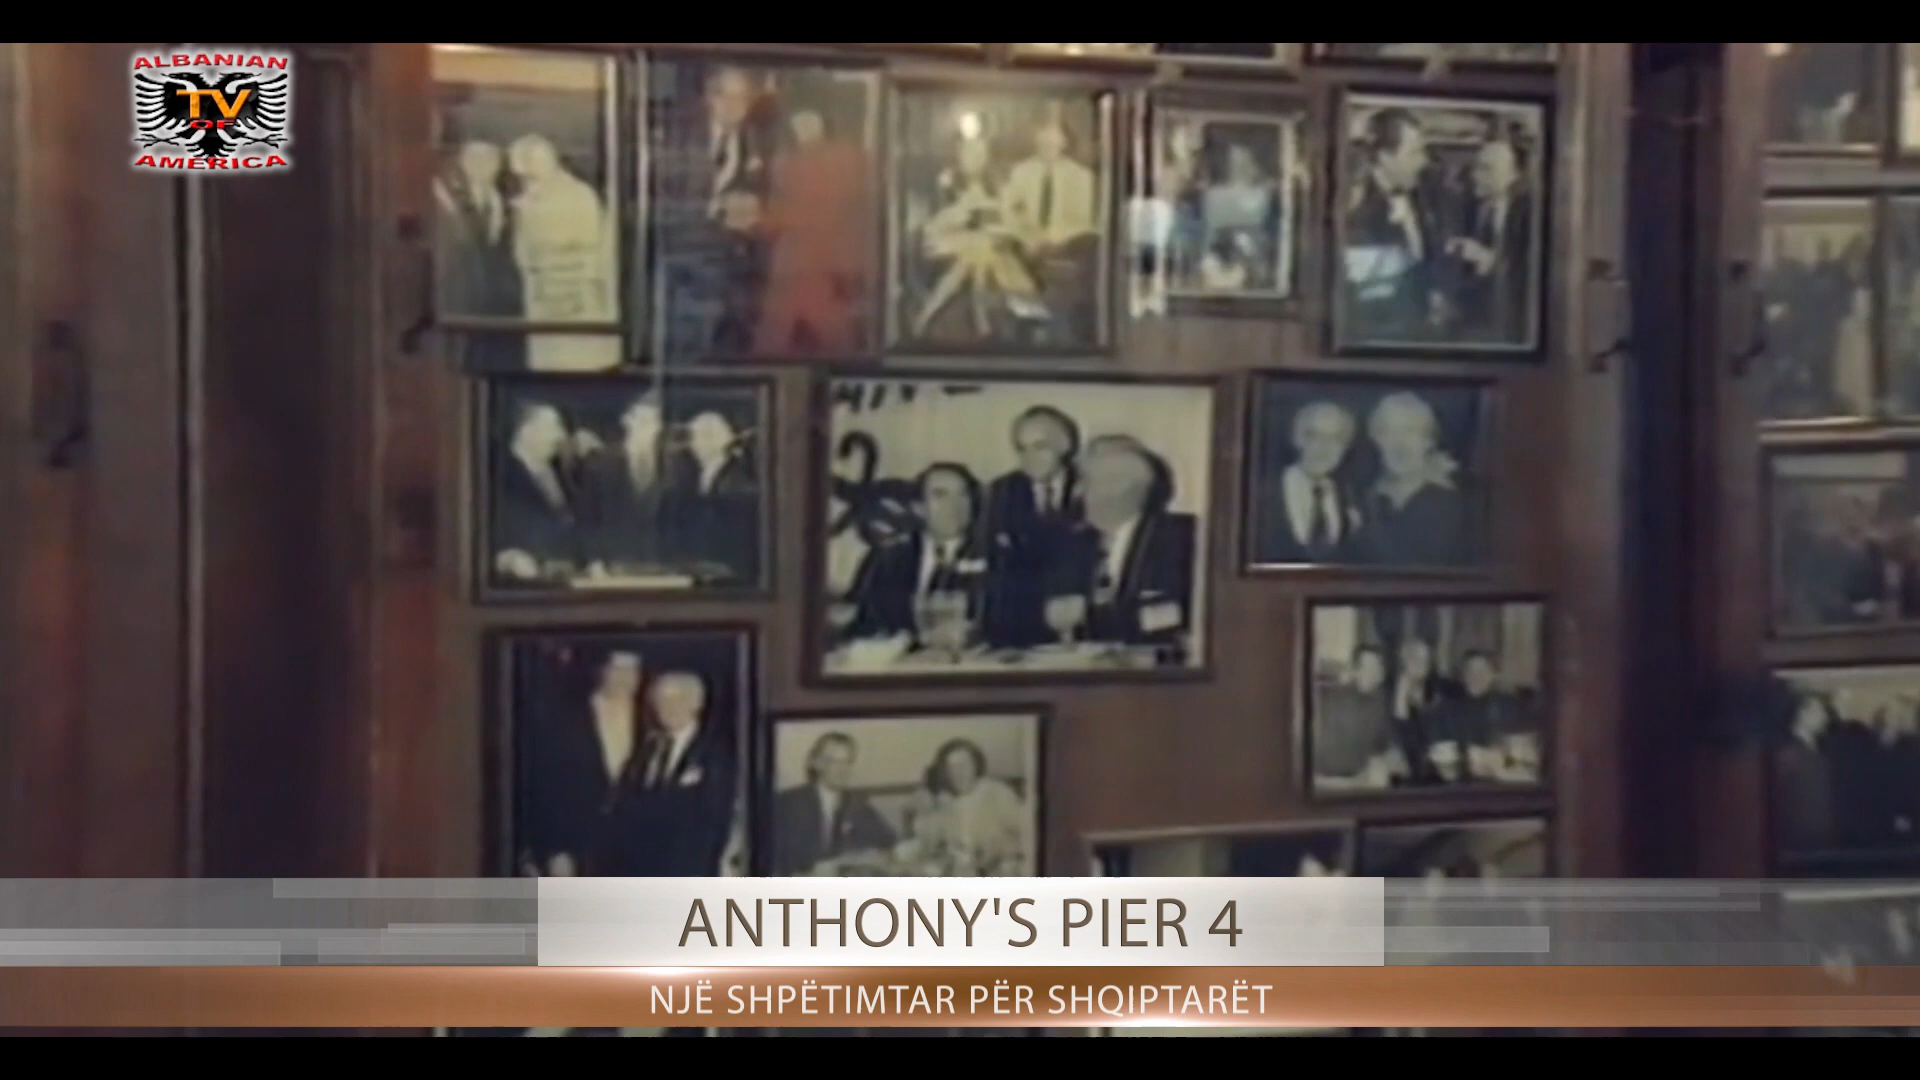 ALBANIAN
TV
OF
AMERICA
ANTHONY'S PIER 4
NJË SHPËTIMTAR PËR SHQIPTARËT